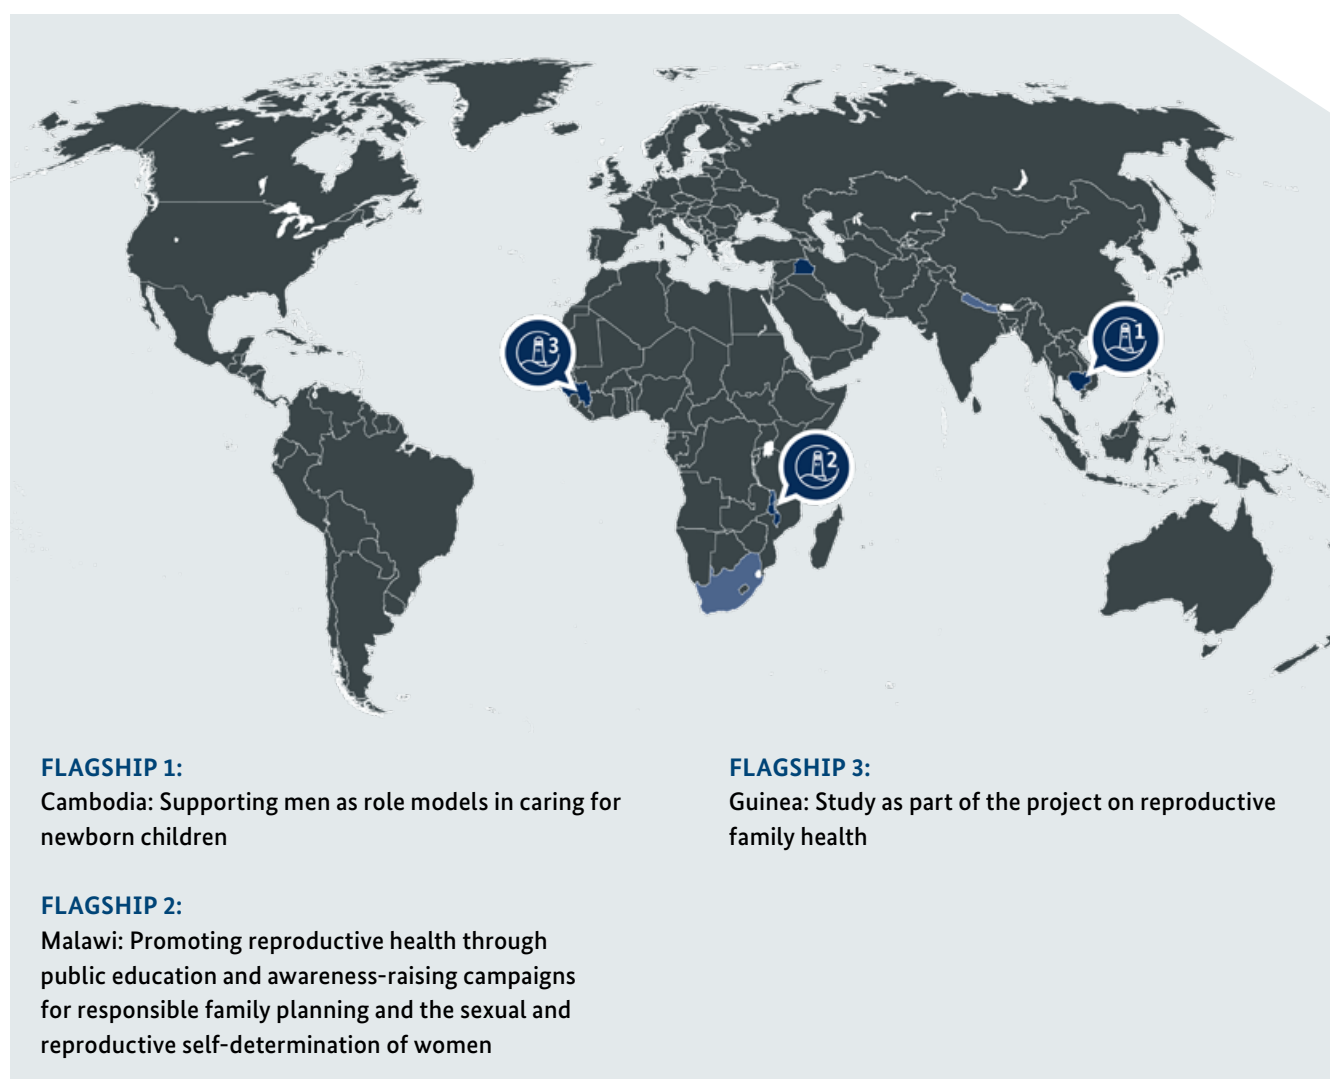 3
1
2
FLAGSHIP 1:
Cambodia: Supporting men as role models in caring for
newborn children
FLAGSHIP 2:
Malawi: Promoting reproductive health through
public education and awareness-raising campaigns
for responsible family planning and the sexual and
reproductive self-determination of women
FLAGSHIP 3:
Guinea: Study as part of the project on reproductive
family health